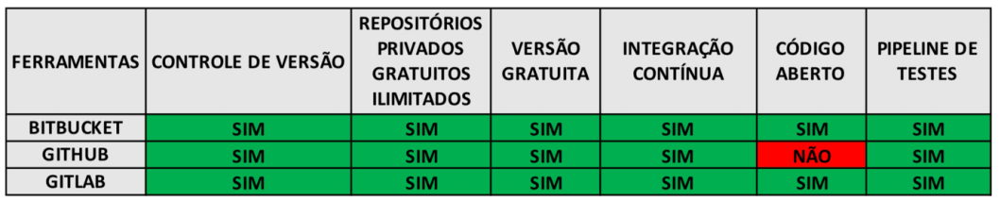 FERRAMENTAS CONTROLE DE VERSÃO REPOSITÓRIOS PRIVADOS GRATUITOS ILIMITADOS VERSÃO GRATUITA INTEGRAÇÃO CONTÍNUA CÓDIGO ABERTO PIPELINE DE TESTES
BITBUCKET SIM SIM SIM SIM SIM SIM
GITHUB SIM SIM SIM SIM NÃO SIM
GITLAB SIM SIM SIM SIM SIM SIM